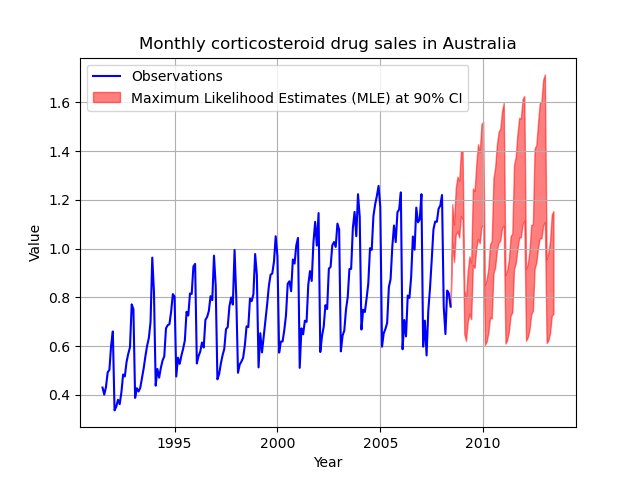 Monthly corticosteroid drug sales in Australia
Observations
Maximum Likelihood Estimates (MLE) at 90% CI
1.6
1.4
1.2
1.0
0.8
0.6
0.4
Value
1995
2000
2005
2010
Year